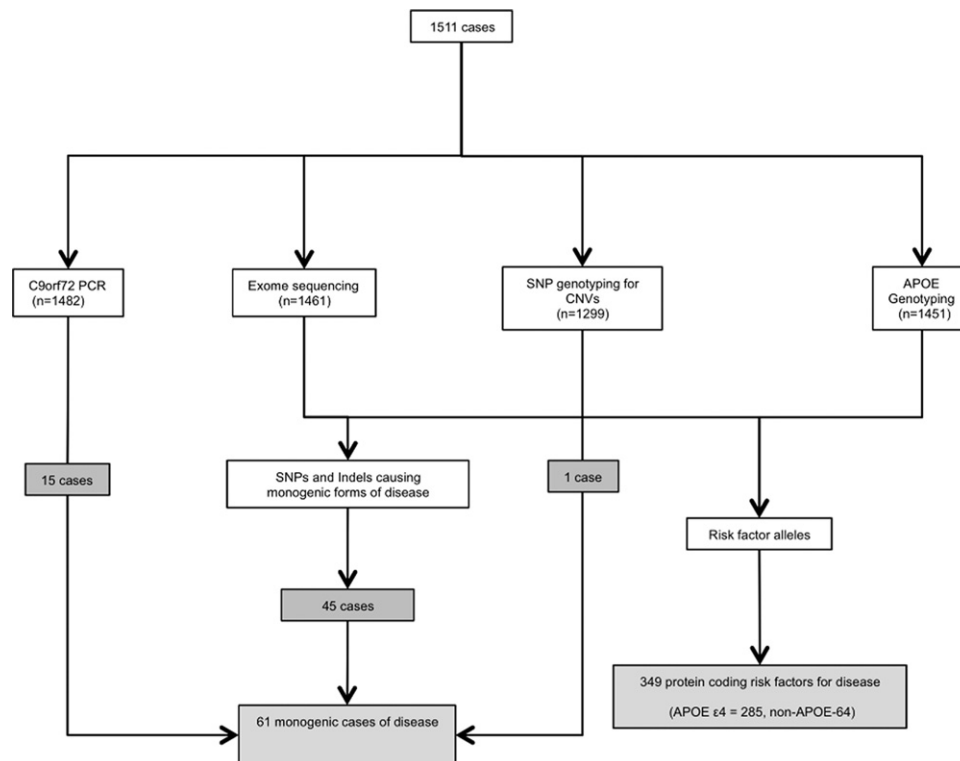 1511 cases
C9orf72 PCR
(n=1482)
Exome sequencing
(n=1461)
SNP genotyping for
CNVs
(n=1299)
APOE
Genotyping
(n=1451)
15 cases
SNPs and Indels causing
monogenic forms of disease
1 case
Risk factor alleles
45 cases
61 monogenic cases of disease
349 protein coding risk factors for disease
(APOE ε4 = 285, non-APOE-64)